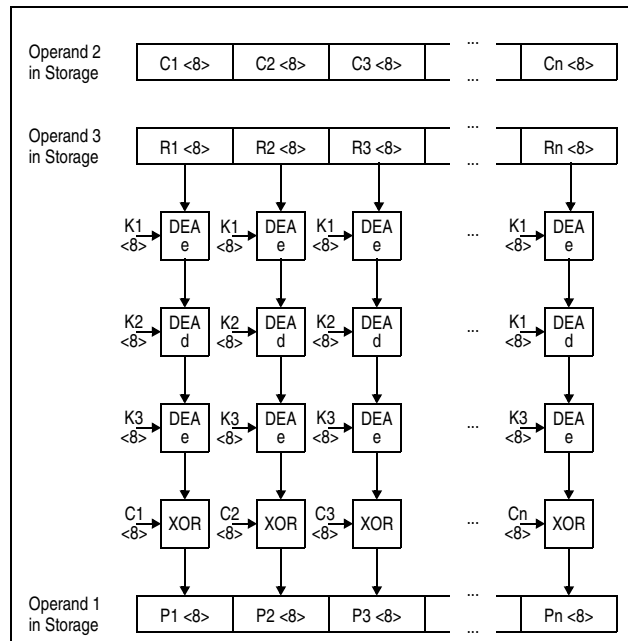 Operand 2
in Storage
C1 <8> C2 <8> C3 <8> ... ... Cn <8>
Operand 3
in Storage
R1 <8> R2 <8> R3 <8> ... ... Rn <8>
K1 <8> DEA e K1 <8> DEA e K1 <8> DEA e ... K1 <8> DEA e
K2 <8> DEA d K2 <8> DEA d K2 <8> DEA d ... K1 <8> DEA d
K3 <8> DEA e K3 <8> DEA e K3 <8> DEA e ... K3 <8> DEA e
C1 <8> XOR C2 <8> XOR C3 <8> XOR ... Cn <8> XOR
Operand 1
in Storage
P1 <8> P2 <8> P3 <8> ... ... Pn <8>